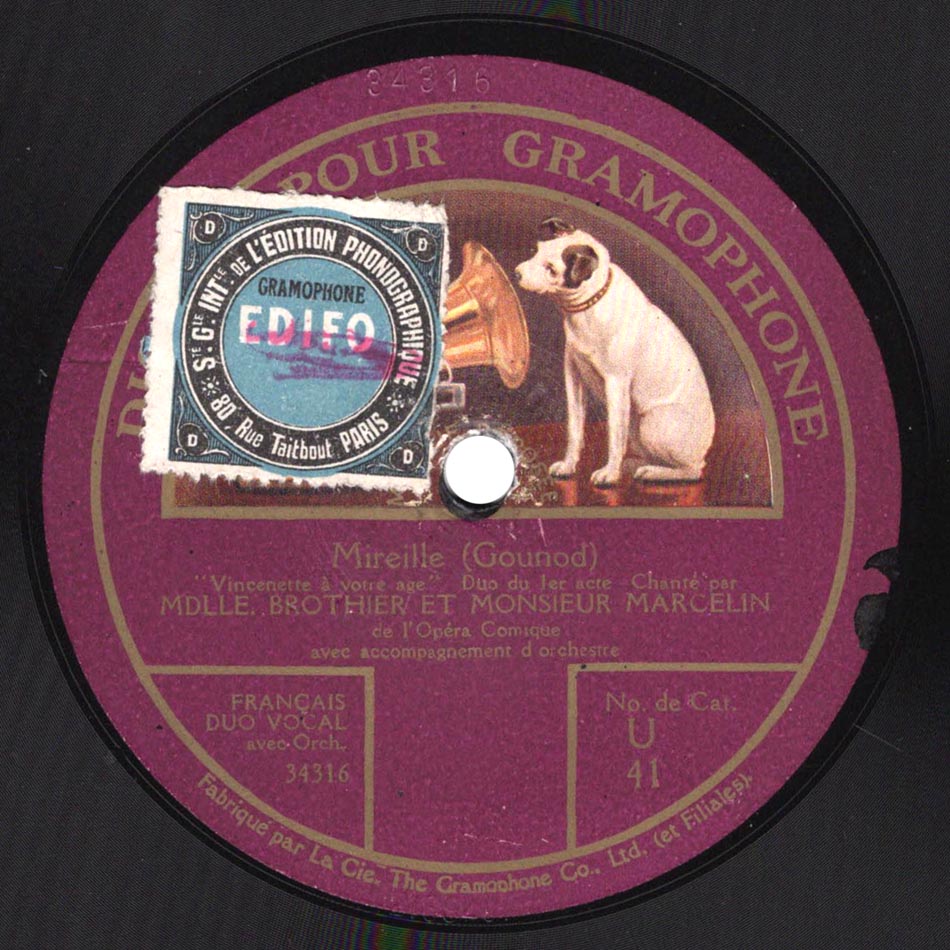 34316
POUR GRAMOPHONE
D D
Sté Gle INTle DE L'ÉDITION PHONOGRAPHIQUE
GRAMOPHONE
EDIFO
80, Rue Taitbout PARIS
D D
Mireille (Gounod)
"Vincenette à votre age" Duo du 1er acte Chanté par
MDLLE. BROTHIER ET MONSIEUR MARCELIN
de l'Opéra Comique
avec accompagnement d'orchestre
FRANÇAIS
DUO VOCAL
avec Orch.
34316
No. de Cat.
U
41
Fabriqué par La Cie. The Gramophone Co., Ltd. (et Filiales).